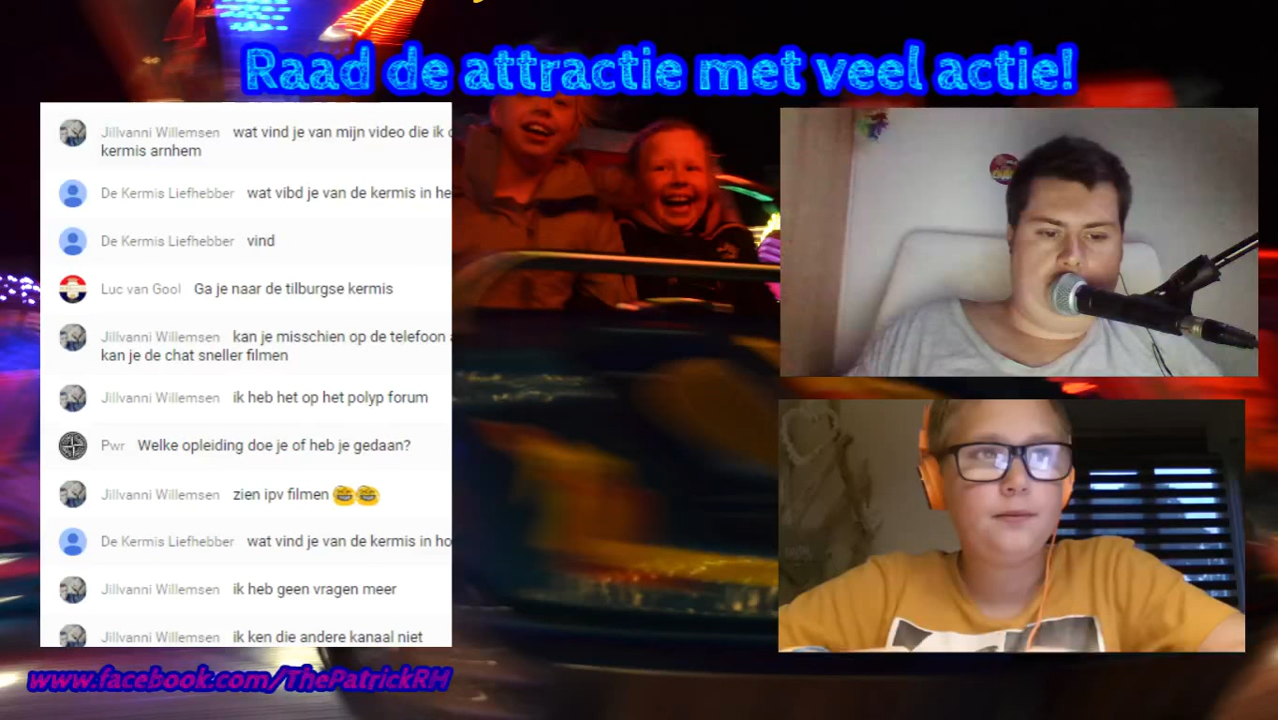 Raad de attractie met veel actie!
Jillvanni Willemsen wat vind je van mijn video die ik
kermis arnhem
De Kermis Liefhebber wat vibd je van de kermis in he
De Kermis Liefhebber vind
Luc van Gool Ga je naar de tilburgse kermis
Jillvanni Willemsen kan je misschien op de telefoon
kan je de chat sneller filmen
Jillvanni Willemsen ik heb het op het polyp forum
Pwr Welke opleiding doe je of heb je gedaan?
Jillvanni Willemsen zien ipv filmen
De Kermis Liefhebber wat vind je van de kermis in ho
Jillvanni Willemsen ik heb geen vragen meer
Jillvanni Willemsen ik ken die andere kanaal niet
www.facebook.com/ThePatrickRH